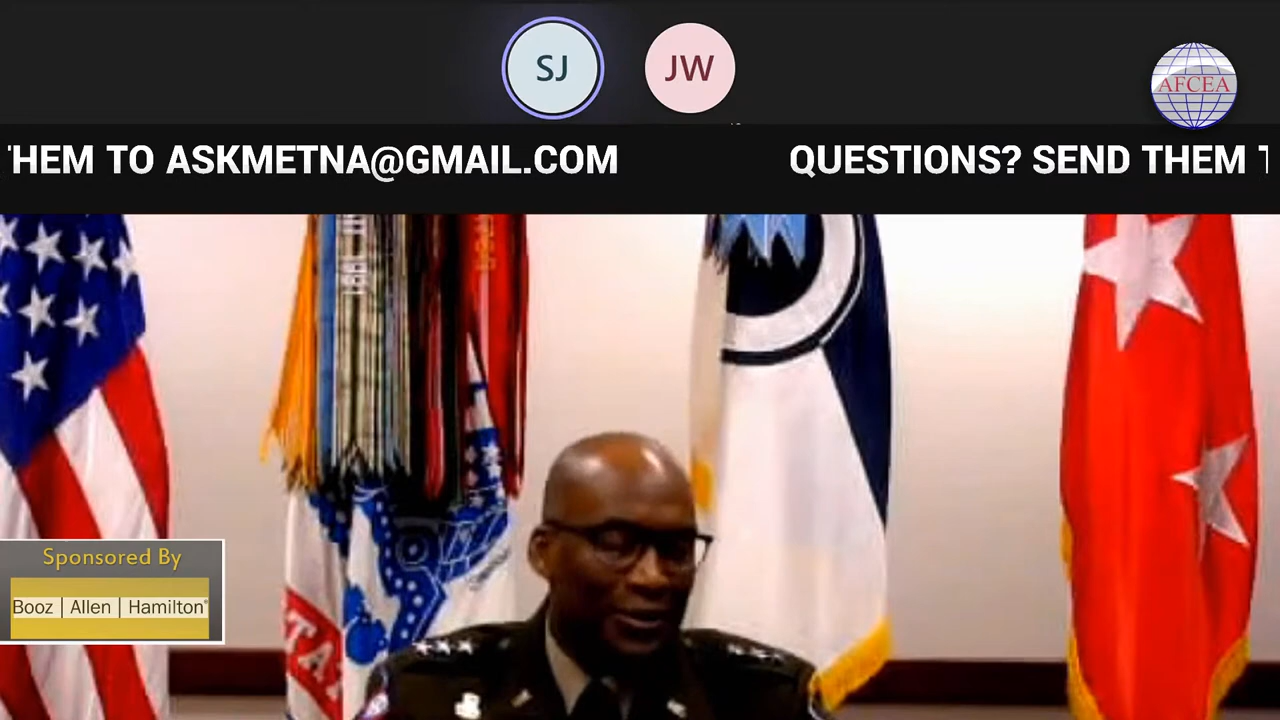 SJ
JW
AFCEA
HEM TO ASKMETNA@GMAIL.COM
QUESTIONS? SEND THEM
Sponsored By
Booz | Allen | Hamilton®